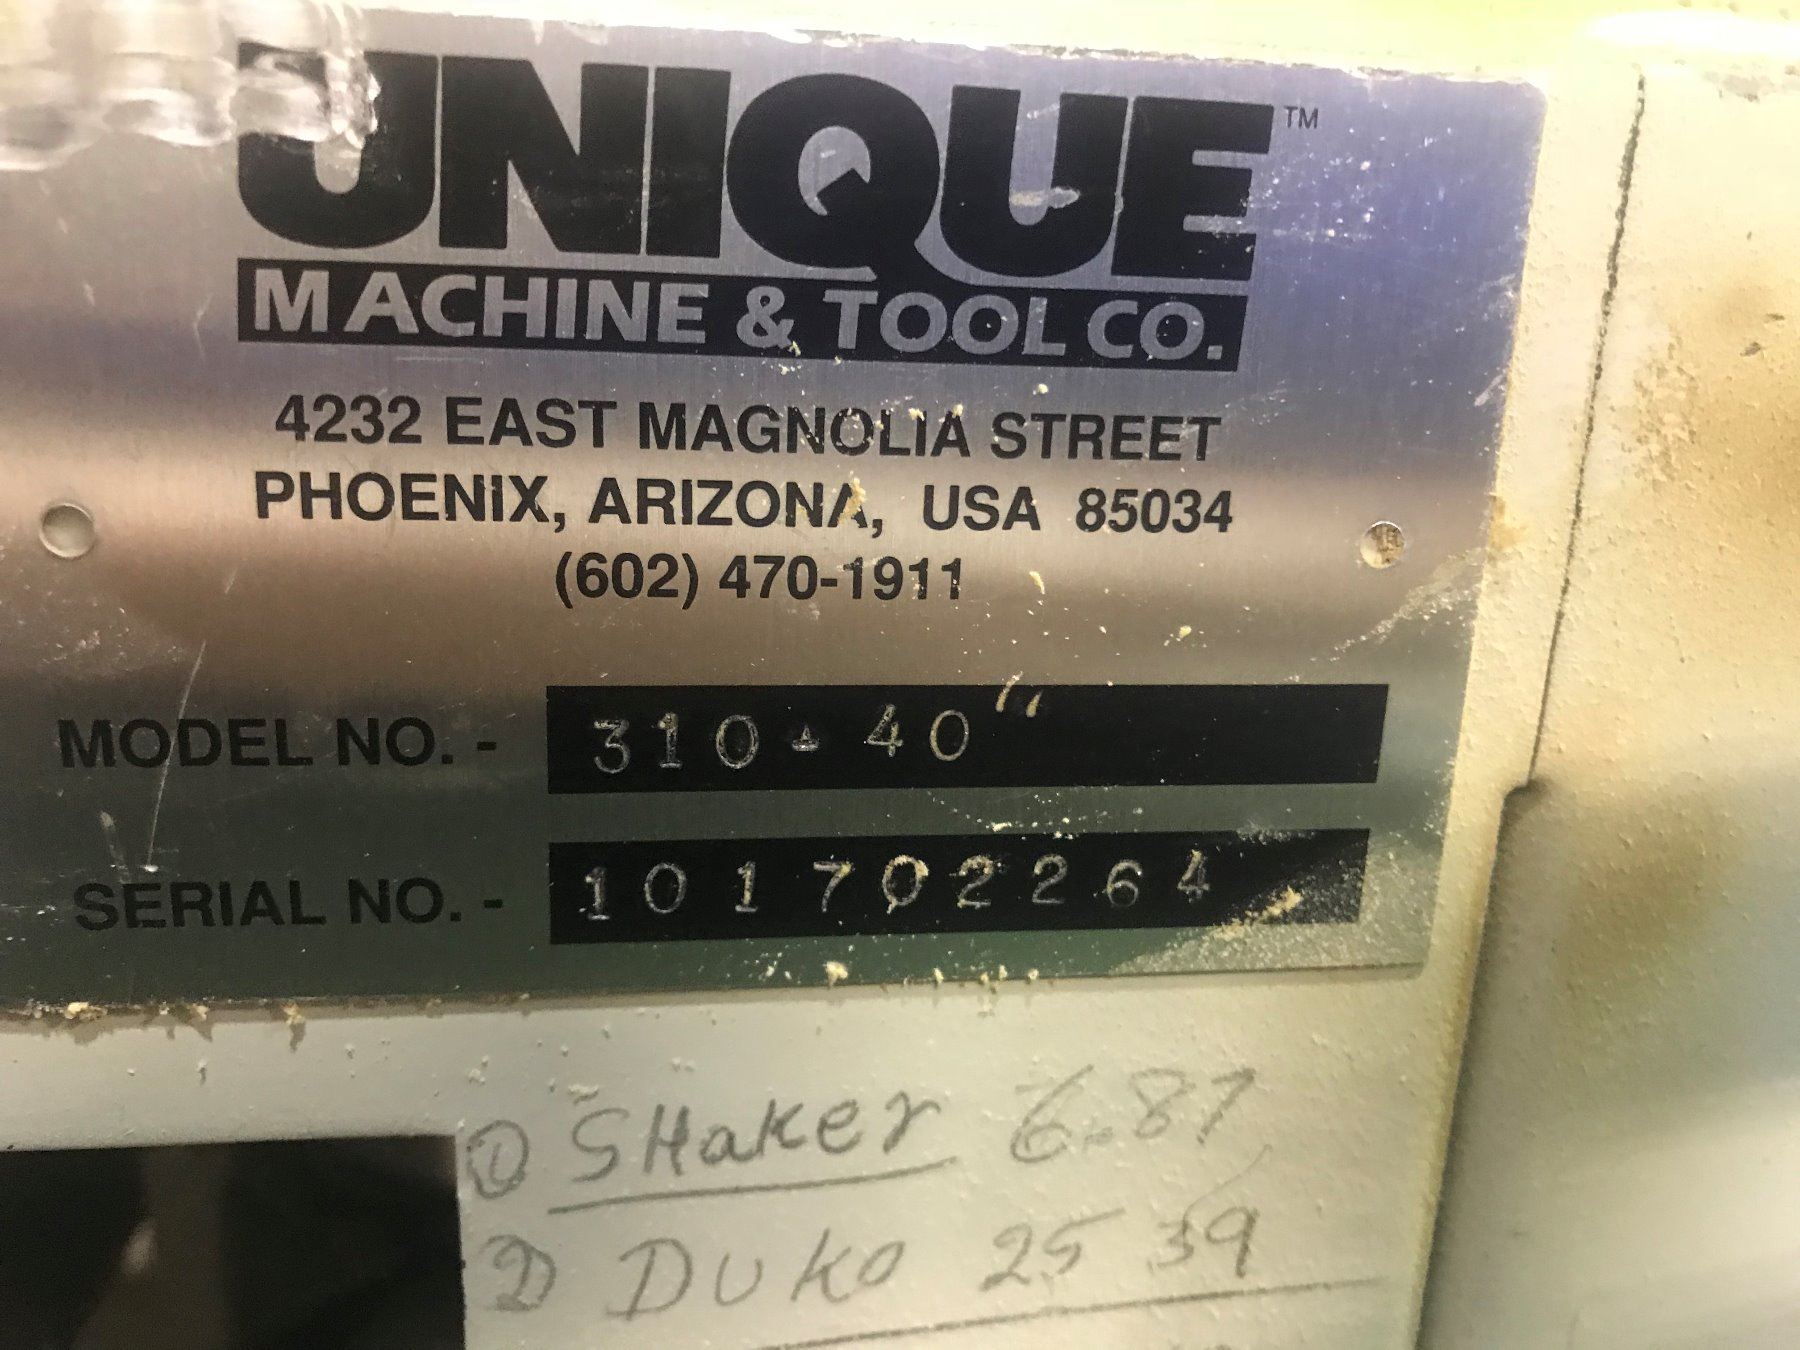 UNIQUE™
MACHINE & TOOL CO.
4232 EAST MAGNOLIA STREET
PHOENIX, ARIZONA, USA 85034
(602) 470-1911
MODEL NO. - 310-40"
SERIAL NO. - 101702264
① SHaker 6.87
② DUKO 25 39